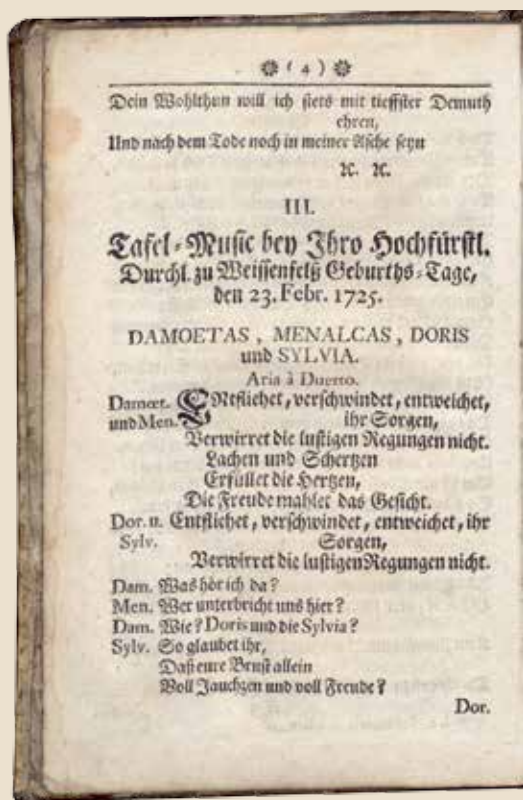 ( 4 )
Dein Wohlthun will ich stets mit tieffster Demuth
ehren,
Und nach dem Tode noch in meiner Asche seyn
ꝛc. ꝛc.
III.
Tafel-Music bey Ihro Hochfürstl.
Durchl. zu Weissenfelß Geburths-Tage,
den 23. Febr. 1725.
DAMOETAS, MENALCAS, DORIS
und SYLVIA.
Aria à Duetto.
Damœt. ENtfliehet, verschwindet, entweichet,
und Men. ihr Sorgen,
Verwirret die lustigen Regungen nicht.
Lachen und Schertzen
Erfüllet die Hertzen,
Die Freude mahlet das Gesicht.
Dor. u. Entfliehet, verschwindet, entweichet, ihr
Sylv. Sorgen,
Verwirret die lustigen Regungen nicht.
Dam. Was hör ich da?
Men. Wer unterbricht uns hier?
Dam. Wie? Doris und die Sylvia?
Sylv. So glaubet ihr,
Daß eure Brust allein
Voll Jauchzen und voll Freude?
Dor.